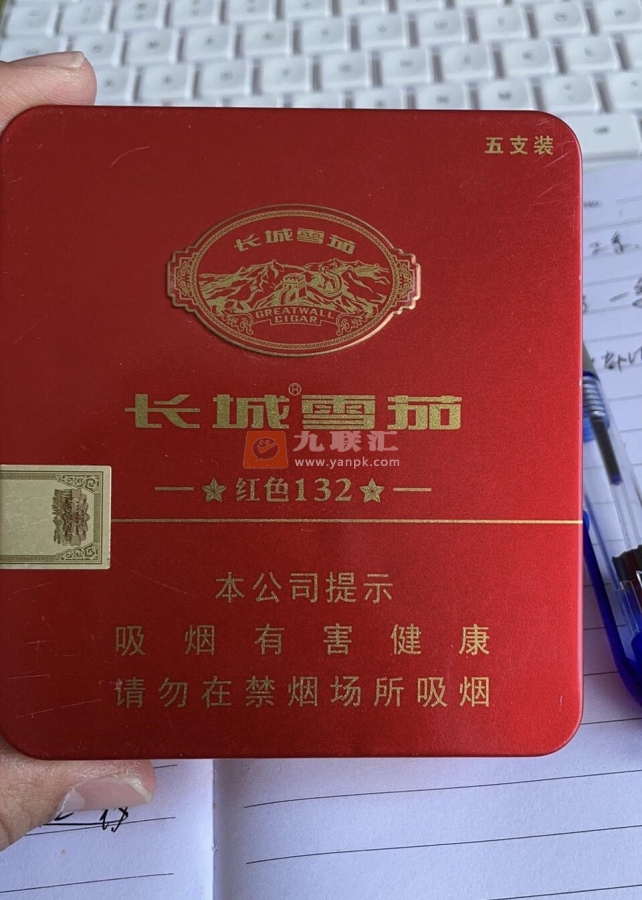 五支装
长城雪茄
GREATWALL
CIGAR
长城®雪茄
九联汇
www.yanpk.com
红色132
本公司提示
吸烟有害健康
请勿在禁烟场所吸烟